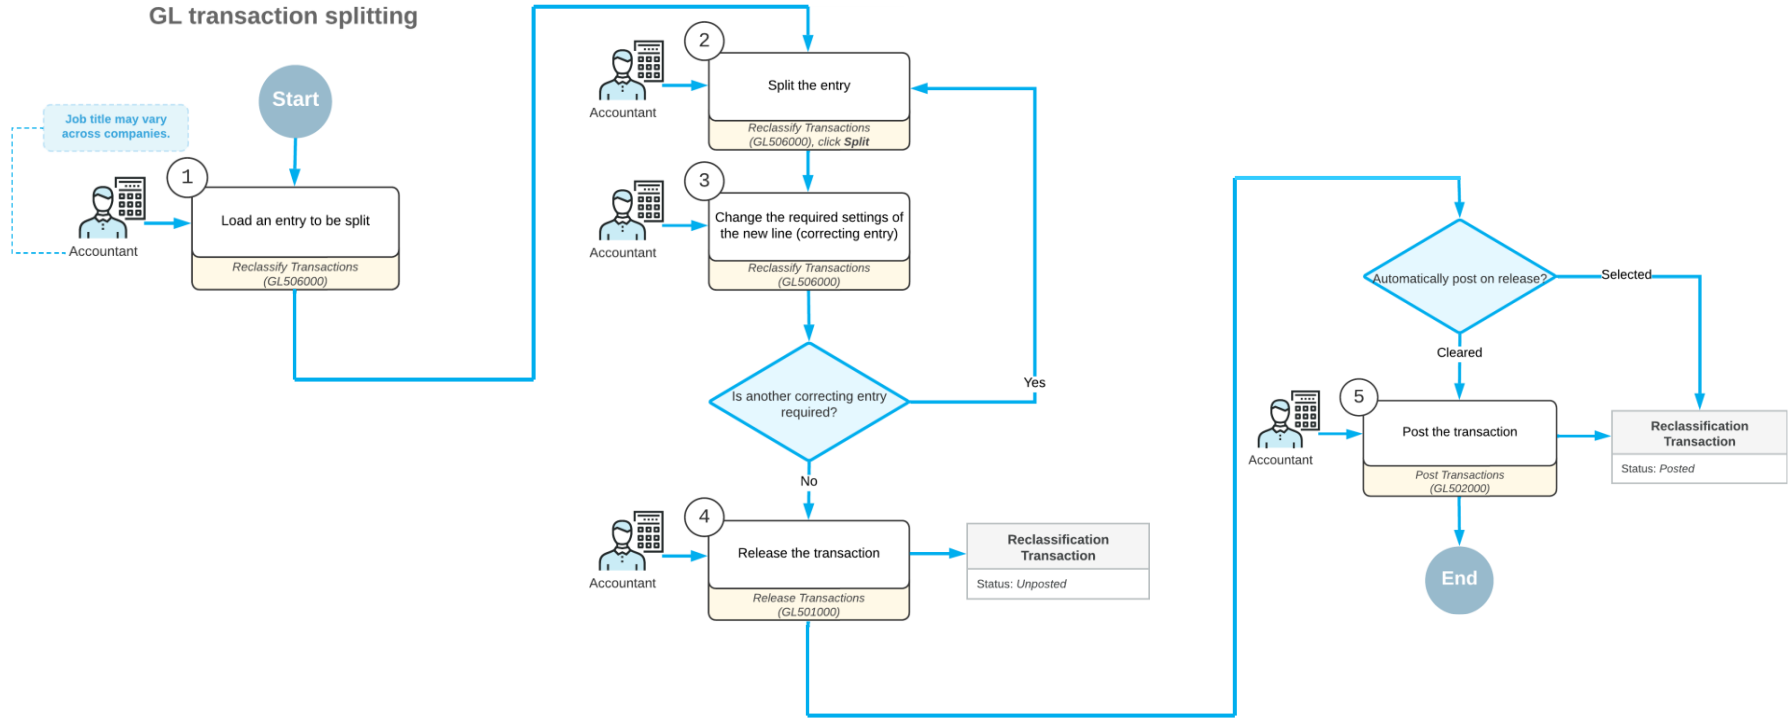 GL transaction splitting
Start
Job title may vary
across companies.
1
Load an entry to be split
Accountant
Reclassify Transactions
(GL506000)
2
Split the entry
Accountant
Reclassify Transactions
(GL506000), click Split
3
Change the required settings of
the new line (correcting entry)
Accountant
Reclassify Transactions
(GL506000)
Is another correcting entry
required?
Yes
No
4
Release the transaction
Accountant
Release Transactions
(GL501000)
Reclassification
Transaction
Status: Unposted
Automatically post on release?
Selected
Cleared
5
Post the transaction
Accountant
Post Transactions
(GL502000)
Reclassification
Transaction
Status: Posted
End